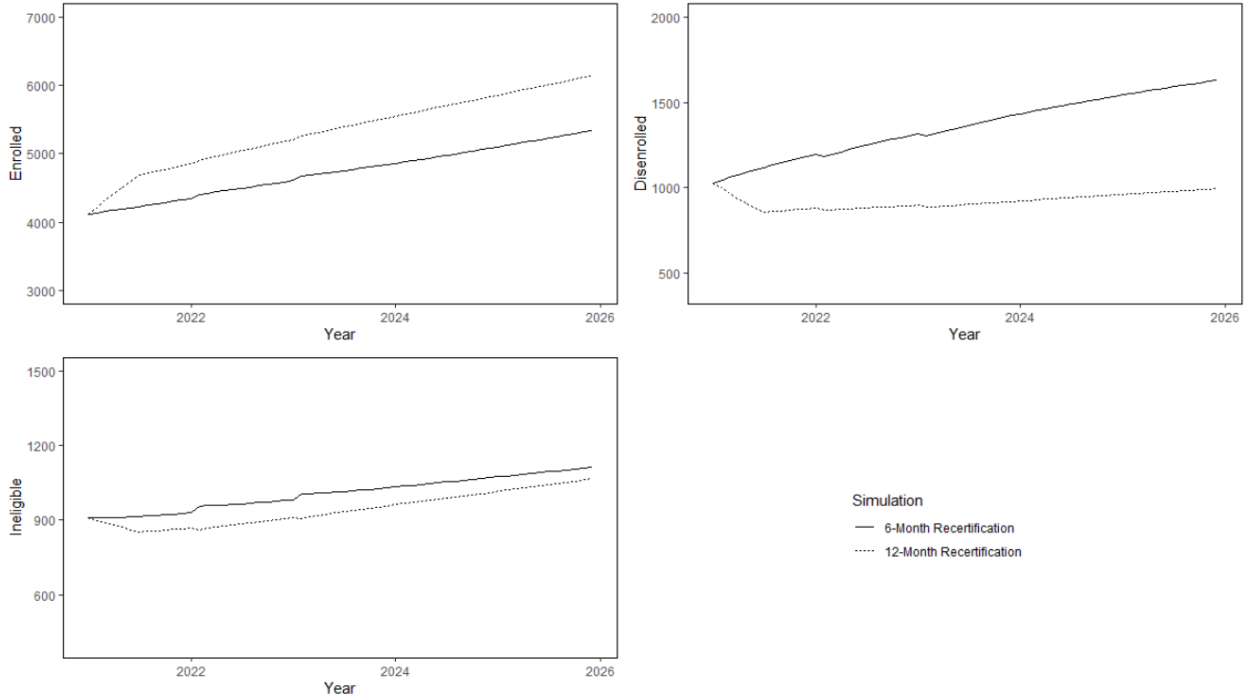 7000
6000
5000
4000
3000
Enrolled
2022
2024
2026
Year
2000
1500
1000
500
Disenrolled
2022
2024
2026
Year
1500
1200
900
600
Ineligible
2022
2024
2026
Year
Simulation
6-Month Recertification
12-Month Recertification